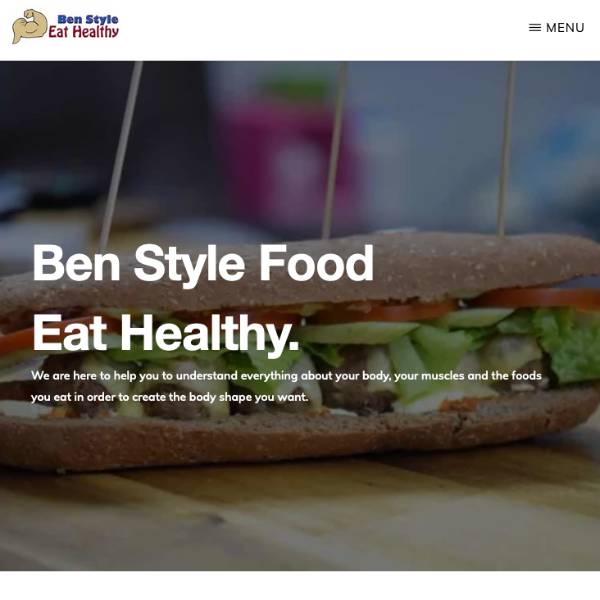 Ben Style
Eat Healthy
MENU
Ben Style Food
Eat Healthy.
We are here to help you to understand everything about your body, your muscles and the foods
you eat in order to create the body shape you want.